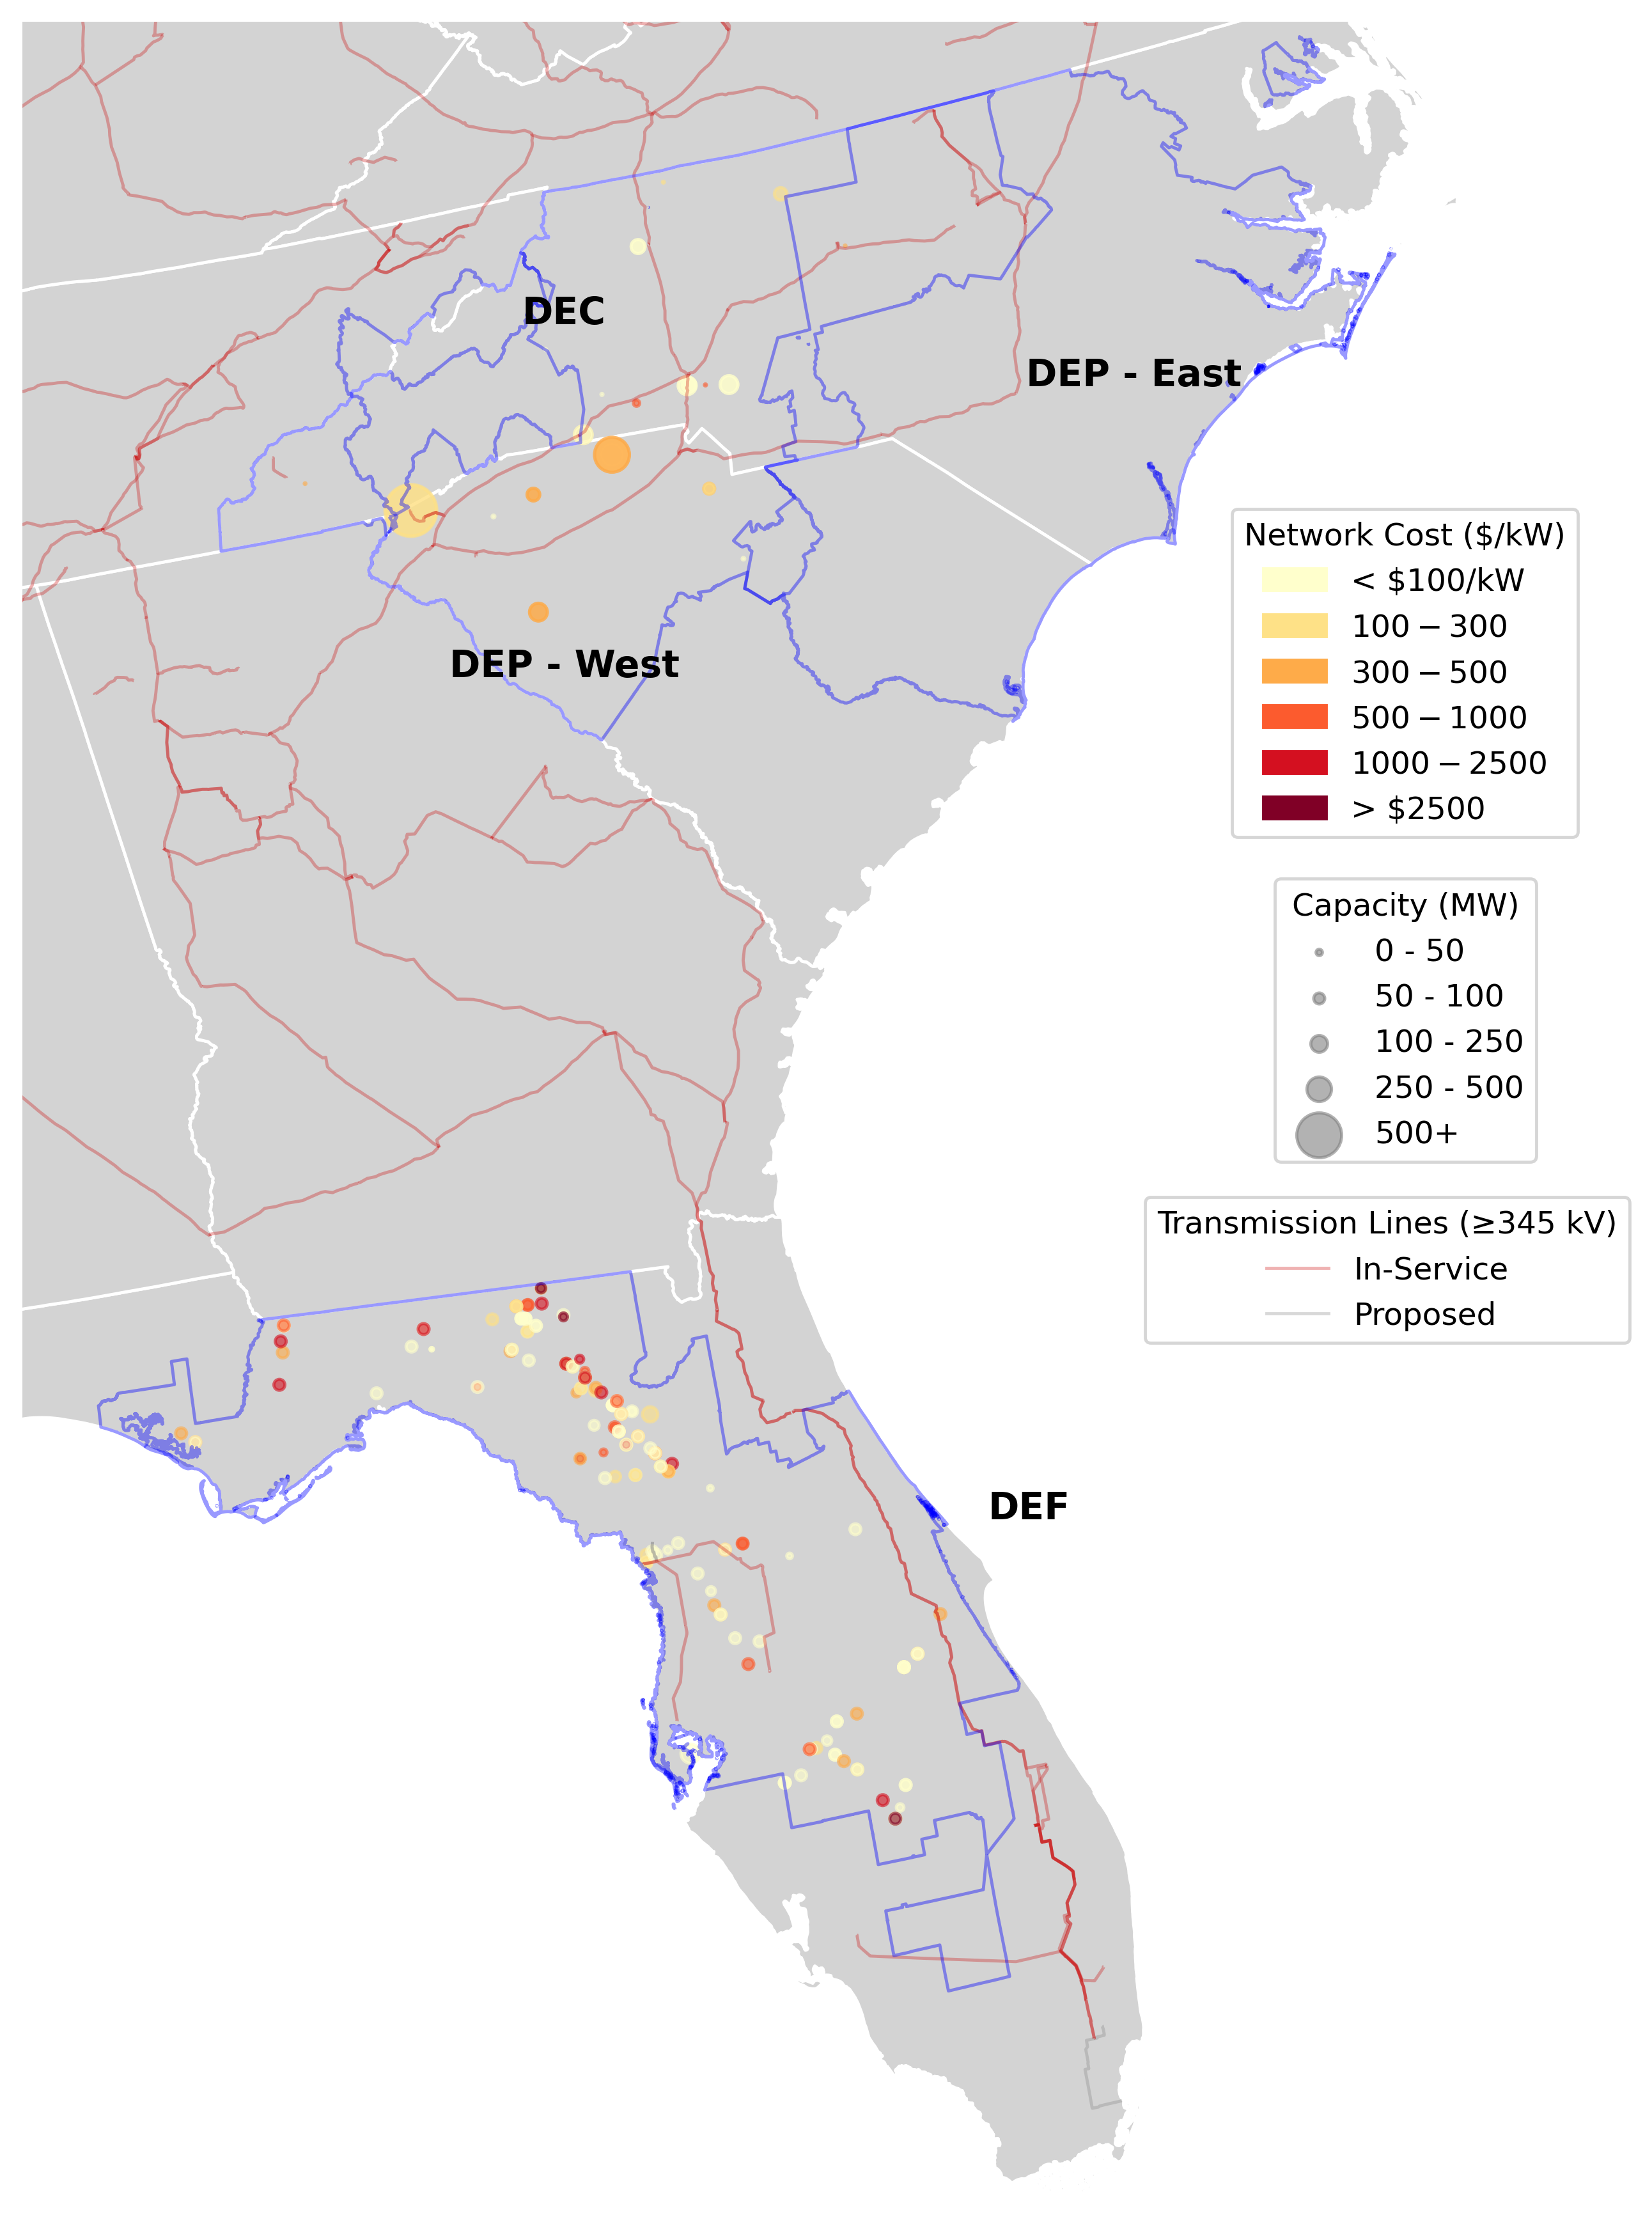 DEC
DEP - East
DEP - West
DEF
Network Cost ($/kW)
< $100/kW
100 − 300
300 − 500
500 − 1000
1000 − 2500
> $2500
Capacity (MW)
0 - 50
50 - 100
100 - 250
250 - 500
500+
Transmission Lines (≥345 kV)
In-Service
Proposed